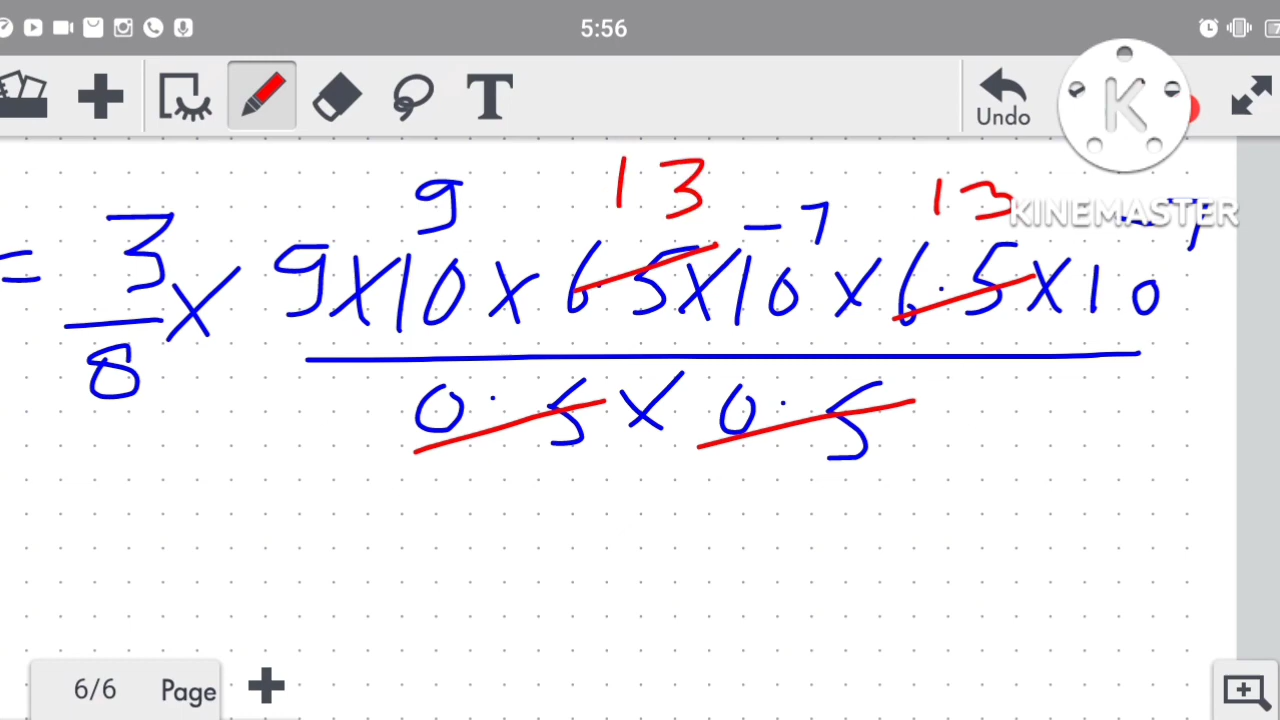 5:56
T
Undo
K
KINEMASTER
9 13 -7 13 -7
= 3 × 9×10 × 6.5×10 × 6.5×10
8 0.5 × 0.5
6/6 Page